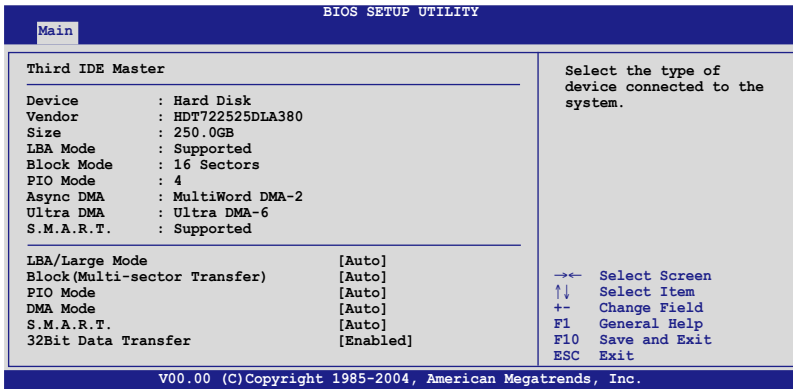 BIOS SETUP UTILITY
Main
Third IDE Master
Device : Hard Disk
Vendor : HDT722525DLA380
Size : 250.0GB
LBA Mode : Supported
Block Mode : 16 Sectors
PIO Mode : 4
Async DMA : MultiWord DMA-2
Ultra DMA : Ultra DMA-6
S.M.A.R.T. : Supported
LBA/Large Mode [Auto]
Block(Multi-sector Transfer) [Auto]
PIO Mode [Auto]
DMA Mode [Auto]
S.M.A.R.T. [Auto]
32Bit Data Transfer [Enabled]
Select the type of
device connected to the
system.
→← Select Screen
↑↓ Select Item
+- Change Field
F1 General Help
F10 Save and Exit
ESC Exit
V00.00 (C)Copyright 1985-2004, American Megatrends, Inc.